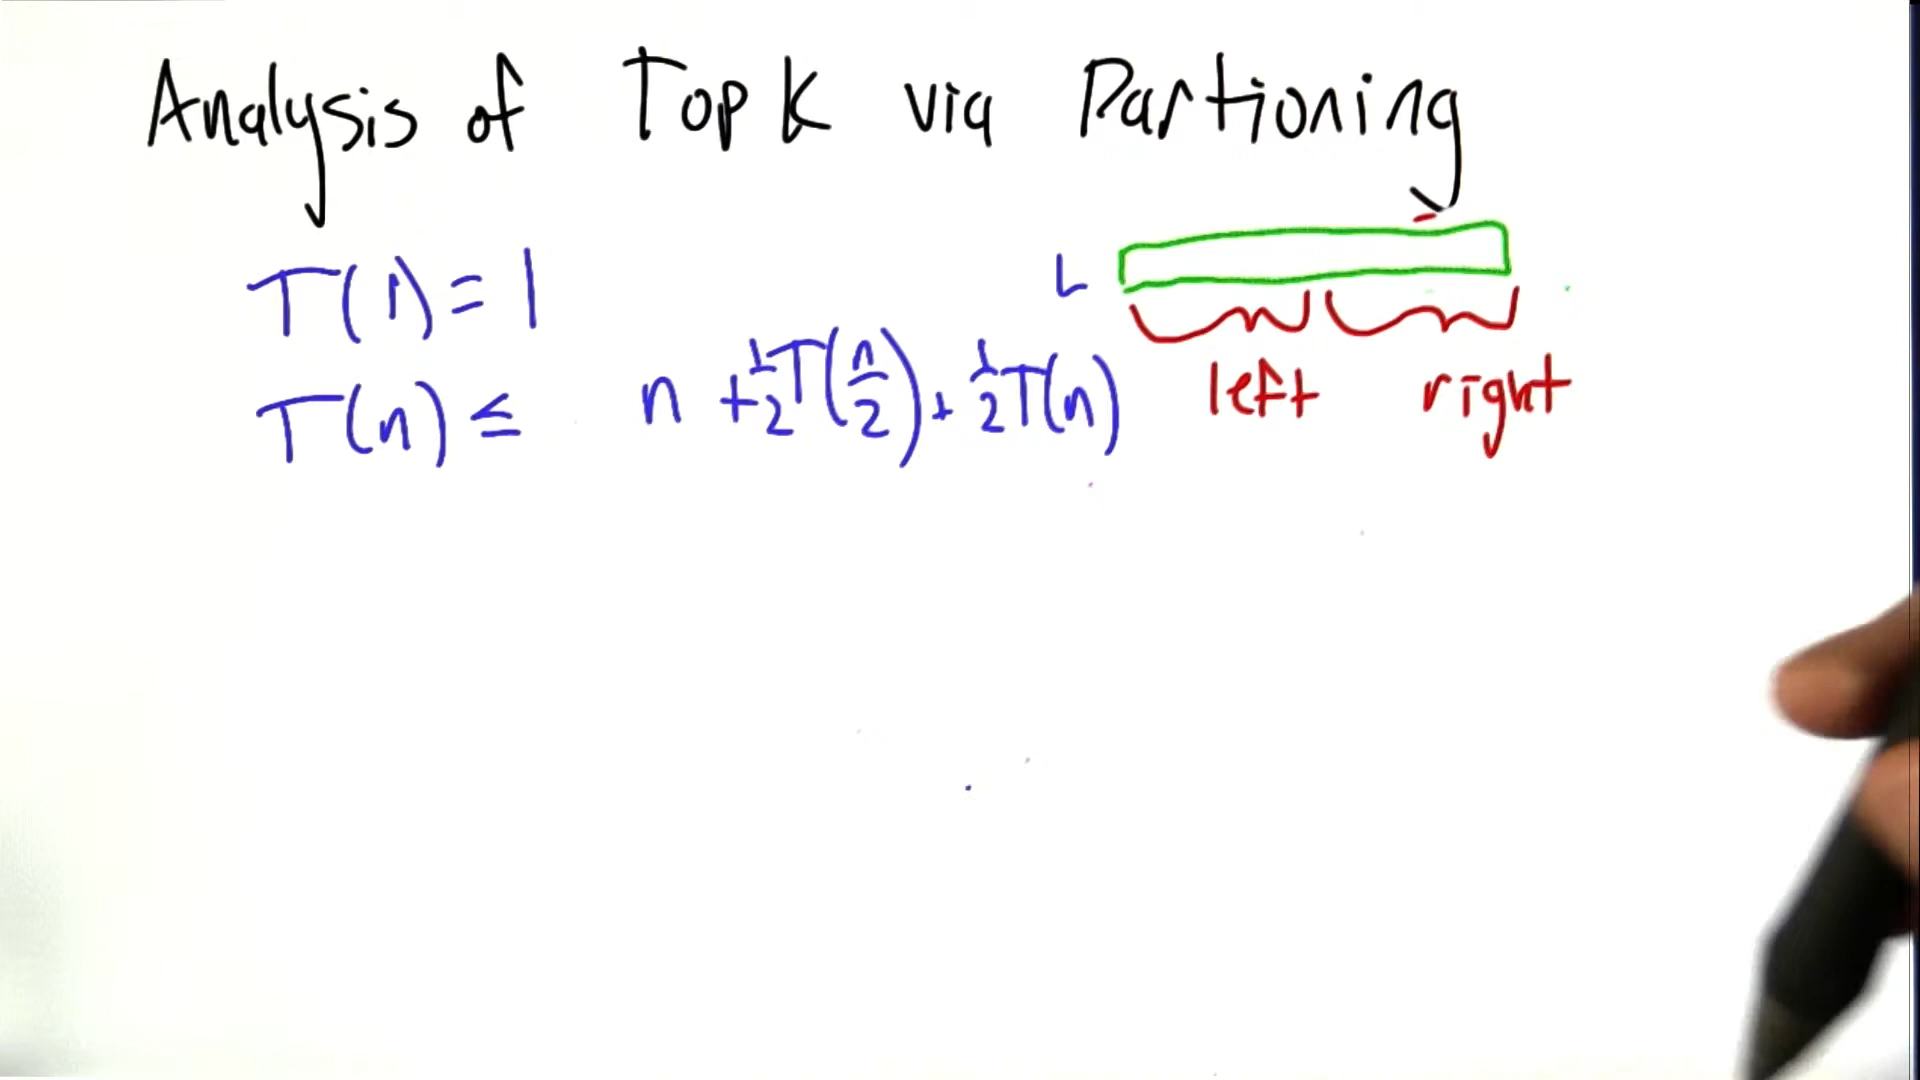 Analysis of Top K via Partioning
T(1) = 1
L
T(n) ≤ n + 1/2 T(n/2) + 1/2 T(n)
left right